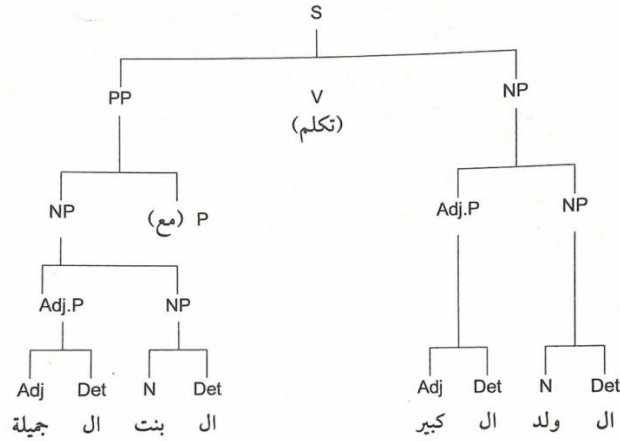 S
PP V NP
(تكلم)
NP P (مع) Adj.P NP
Adj.P NP
Adj Det N Det Adj Det N Det
ال ولد ال كبير ال بنت ال جميلة